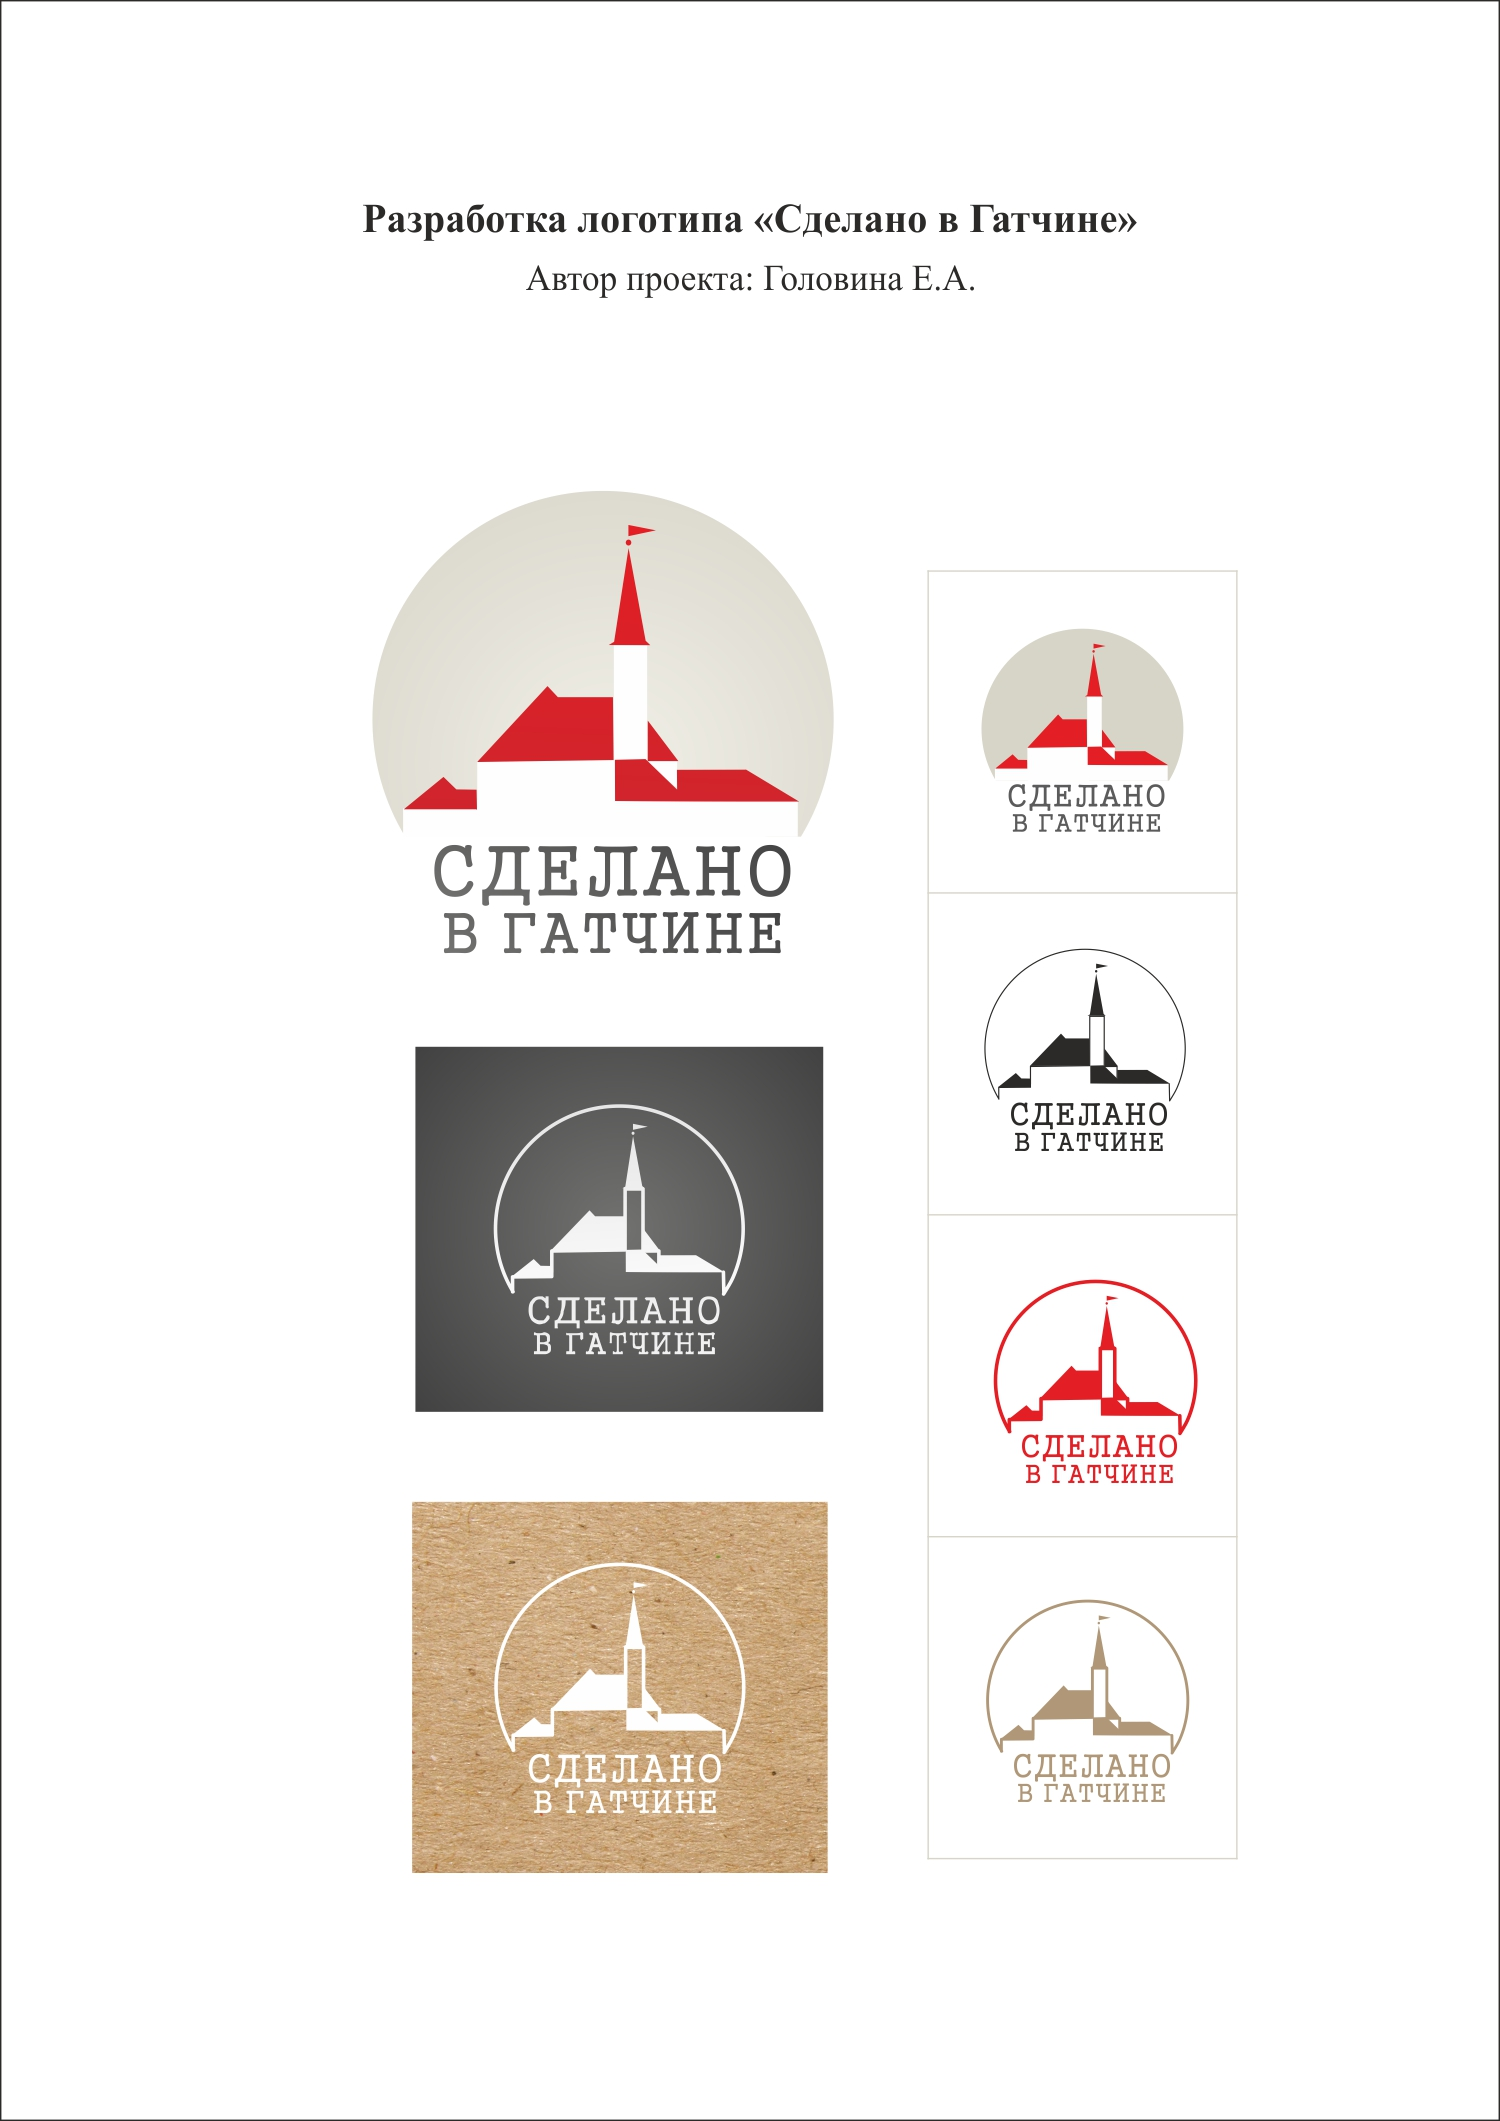 Разработка логотипа «Сделано в Гатчине»
Автор проекта: Головина Е.А.
СДЕЛАНО
В ГАТЧИНЕ
СДЕЛАНО
В ГАТЧИНЕ
СДЕЛАНО
В ГАТЧИНЕ
СДЕЛАНО
В ГАТЧИНЕ
СДЕЛАНО
В ГАТЧИНЕ
СДЕЛАНО
В ГАТЧИНЕ
СДЕЛАНО
В ГАТЧИНЕ